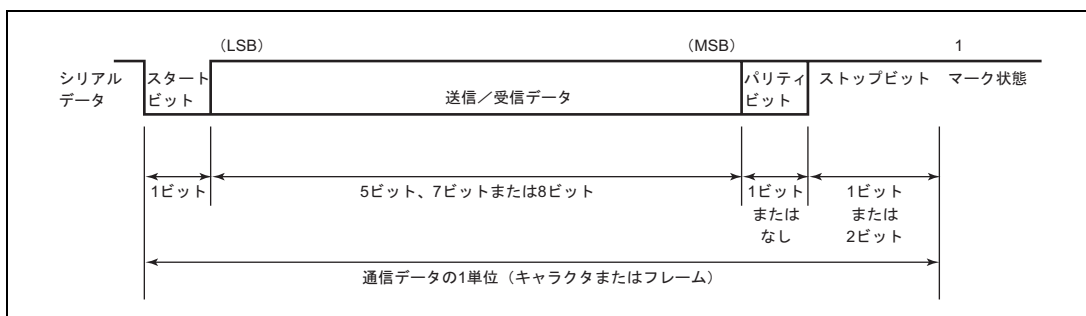 (LSB)
(MSB)
1
シリアル
データ
スタート
ビット
送信／受信データ
パリティ
ビット
ストップビット
マーク状態
1ビット
5ビット、7ビットまたは8ビット
1ビット
または
なし
1ビット
または
2ビット
通信データの1単位（キャラクタまたはフレーム）